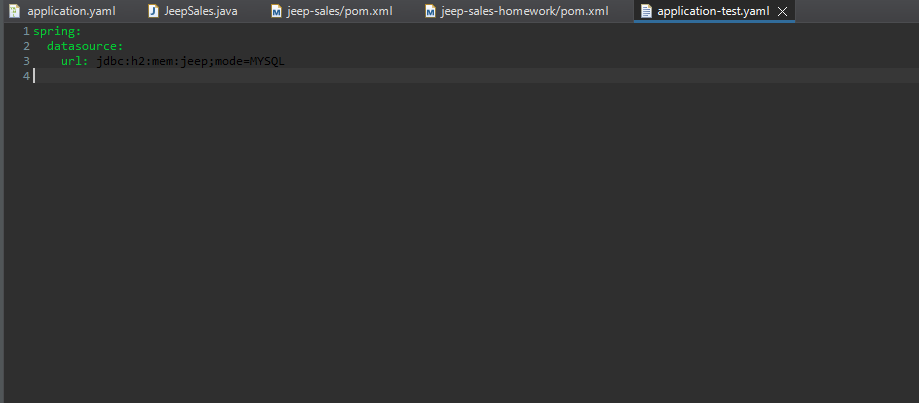 application.yaml JeepSales.java jeep-sales/pom.xml jeep-sales-homework/pom.xml application-test.yaml
1 spring:
2   datasource:
3     url: jdbc:h2:mem:jeep;mode=MYSQL
4